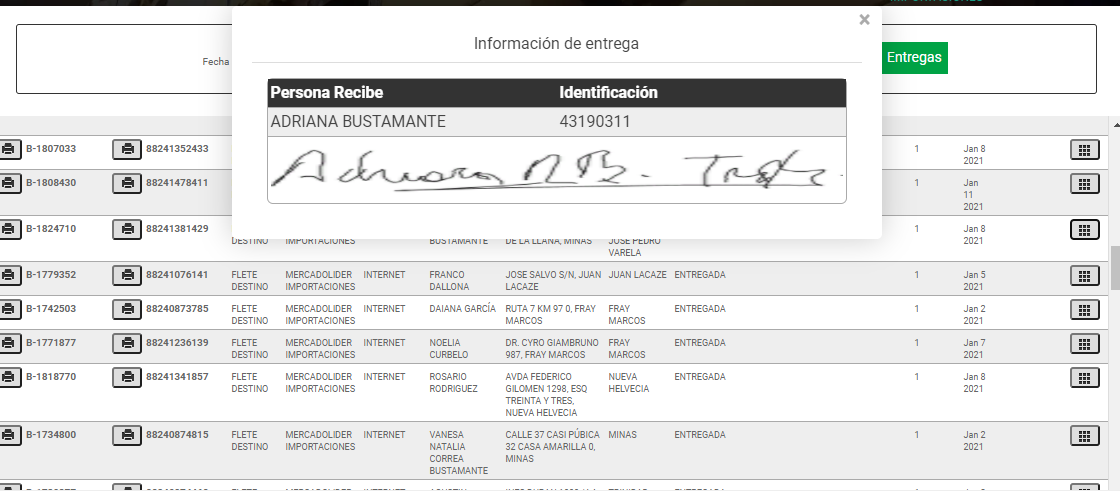 ×
Información de entrega
Fecha
Entregas
Persona Recibe Identificación
ADRIANA BUSTAMANTE 43190311
B-1807033 88241352433 1 Jan 8
2021
B-1808430 88241478411 1 Jan
11
2021
B-1824710 88241381429 1 Jan 8
DESTINO IMPORTACIONES BUSTAMANTE DE LA LLANA, MINAS JOSE PEDRO 2021
VARELA
B-1779352 88241076141 FLETE MERCADOLIDER INTERNET FRANCO JOSE SALVO S/N, JUAN JUAN LACAZE ENTREGADA 1 Jan 5
DESTINO IMPORTACIONES DALLONA LACAZE 2021
B-1742503 88240873785 FLETE MERCADOLIDER INTERNET DAIANA GARCÍA RUTA 7 KM 97 0, FRAY FRAY ENTREGADA 1 Jan 2
DESTINO IMPORTACIONES MARCOS MARCOS 2021
B-1771877 88241236139 FLETE MERCADOLIDER INTERNET NOELIA DR. CYRO GIAMBRUNO FRAY ENTREGADA 1 Jan 7
DESTINO IMPORTACIONES CURBELO 987, FRAY MARCOS MARCOS 2021
B-1818770 88241341857 FLETE MERCADOLIDER INTERNET ROSARIO AVDA FEDERICO NUEVA ENTREGADA 1 Jan 8
DESTINO IMPORTACIONES RODRIGUEZ GILOMEN 1298, ESQ HELVECIA 2021
TREINTA Y TRES,
NUEVA HELVECIA
B-1734800 88240874815 FLETE MERCADOLIDER INTERNET VANESA CALLE 37 CASI PÚBICA MINAS ENTREGADA 1 Jan 2
DESTINO IMPORTACIONES NATALIA 32 CASA AMARILLA 0, 2021
CORREA MINAS
BUSTAMANTE